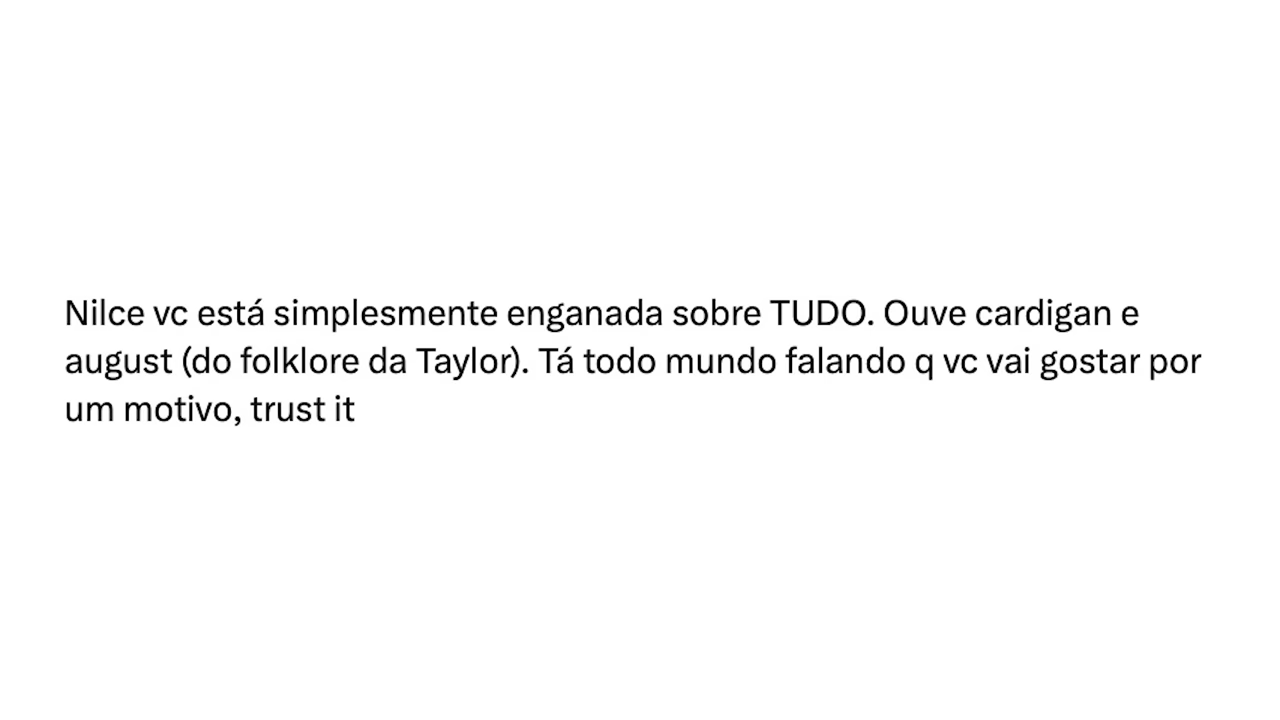 Nilce vc está simplesmente enganada sobre TUDO. Ouve cardigan e
august (do folklore da Taylor). Tá todo mundo falando q vc vai gostar por
um motivo, trust it